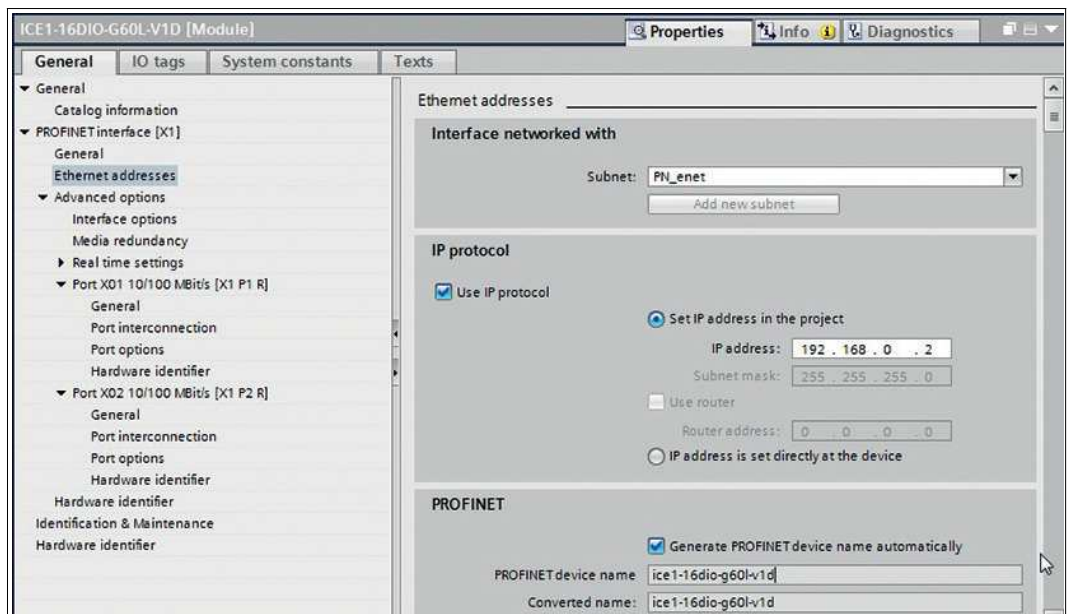 ICE1-16DIO-G60L-V1D [Module]
Properties
Info
Diagnostics
General
IO tags
System constants
Texts
General
Catalog information
PROFINET interface [X1]
General
Ethernet addresses
Advanced options
Interface options
Media redundancy
Real time settings
Port X01 10/100 MBit/s [X1 P1 R]
General
Port interconnection
Port options
Hardware identifier
Port X02 10/100 MBit/s [X1 P2 R]
General
Port interconnection
Port options
Hardware identifier
Hardware identifier
Identification & Maintenance
Hardware identifier
Ethernet addresses
Interface networked with
Subnet: PN_enet
Add new subnet
IP protocol
Use IP protocol
Set IP address in the project
IP address: 192 . 168 . 0 . 2
Subnet mask: 255 . 255 . 255 . 0
Use router
Router address: 0 . 0 . 0 . 0
IP address is set directly at the device
PROFINET
Generate PROFINET device name automatically
PROFINET device name ice1-16dio-g60l-v1d
Converted name: ice1-16dio-g60l-v1d